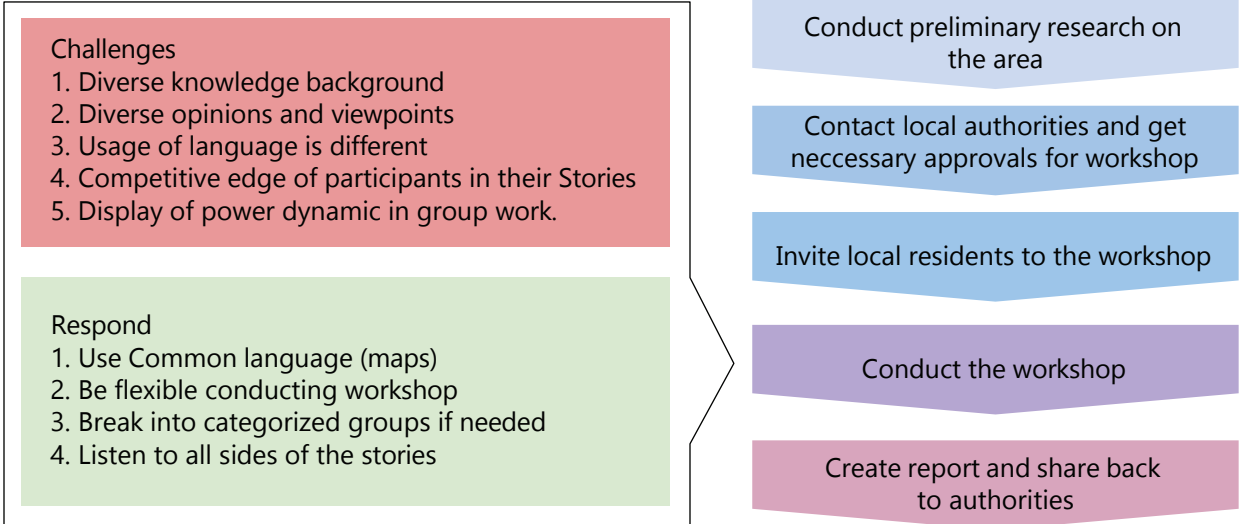 Challenges
1. Diverse knowledge background
2. Diverse opinions and viewpoints
3. Usage of language is different
4. Competitive edge of participants in their Stories
5. Display of power dynamic in group work.
Respond
1. Use Common language (maps)
2. Be flexible conducting workshop
3. Break into categorized groups if needed
4. Listen to all sides of the stories
Conduct preliminary research on
the area
Contact local authorities and get
neccessary approvals for workshop
Invite local residents to the workshop
Conduct the workshop
Create report and share back
to authorities